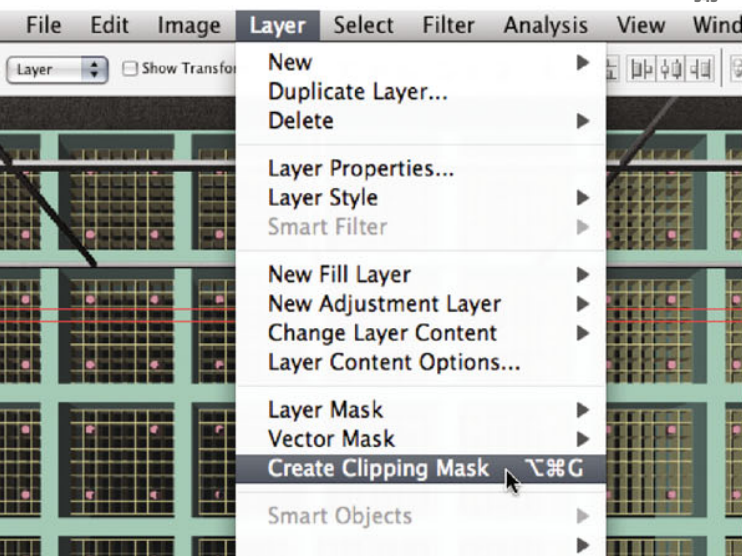 File Edit Image Layer Select Filter Analysis View Wind
Layer Show Transfor
New
Duplicate Layer...
Delete
Layer Properties...
Layer Style
Smart Filter
New Fill Layer
New Adjustment Layer
Change Layer Content
Layer Content Options...
Layer Mask
Vector Mask
Create Clipping Mask ⌥⌘G
Smart Objects